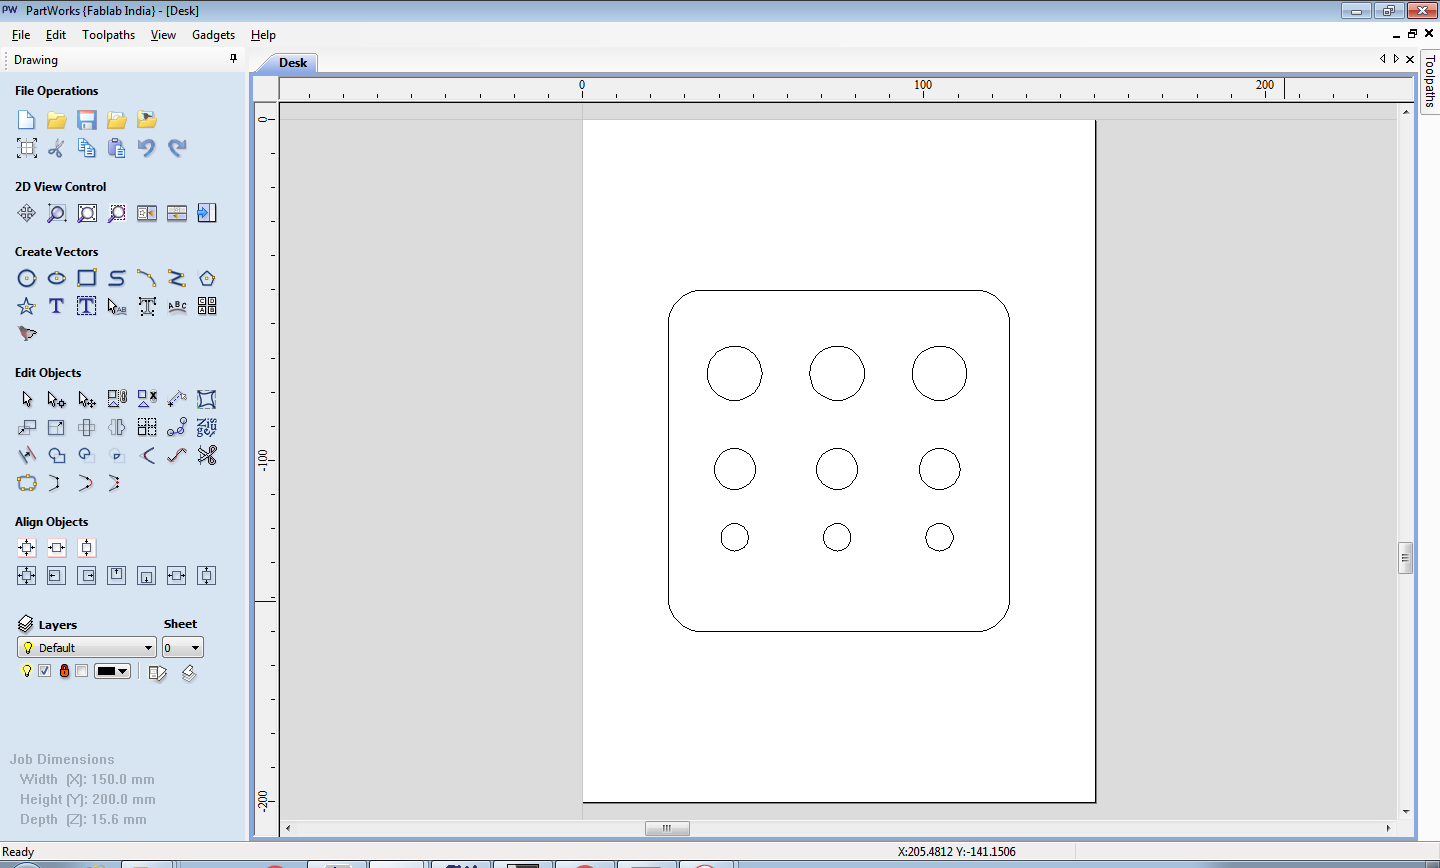 PW PartWorks {Fablab India} - [Desk]
File Edit Toolpaths View Gadgets Help
Drawing
Desk
Toolpaths
File Operations
0 100 200
0
-100
-200
2D View Control
Create Vectors
Edit Objects
Align Objects
Layers Sheet
Default 0
Job Dimensions
Width (X): 150.0 mm
Height (Y): 200.0 mm
Depth (Z): 15.6 mm
Ready X:205.4812 Y:-141.1506